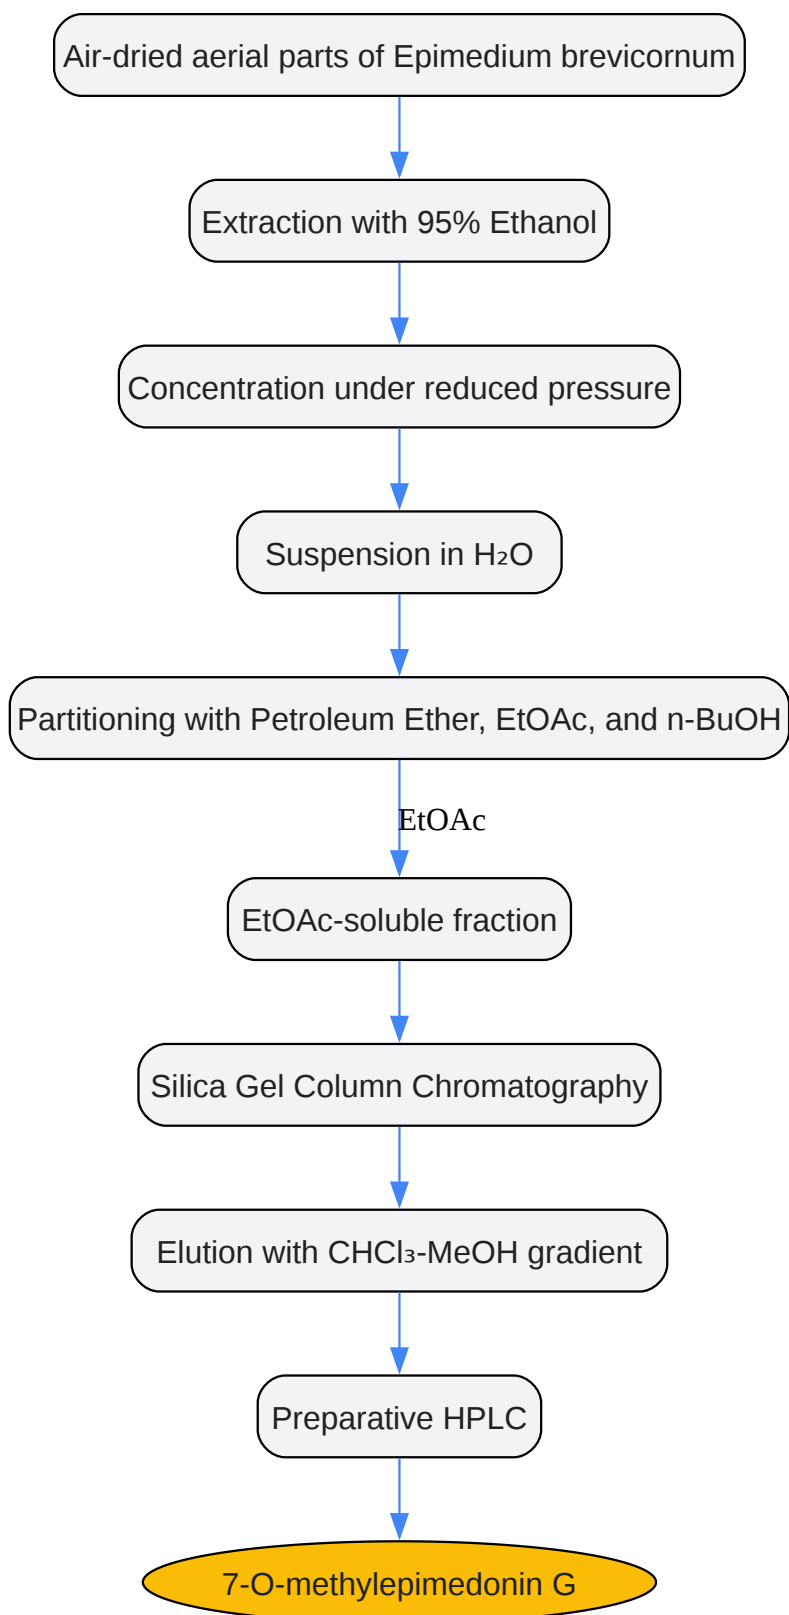 Air-dried aerial parts of Epimedium brevicornum
Extraction with 95% Ethanol
Concentration under reduced pressure
Suspension in H₂O
Partitioning with Petroleum Ether, EtOAc, and n-BuOH
EtOAc
EtOAc-soluble fraction
Silica Gel Column Chromatography
Elution with CHCl₃-MeOH gradient
Preparative HPLC
7-O-methylepimedonin G